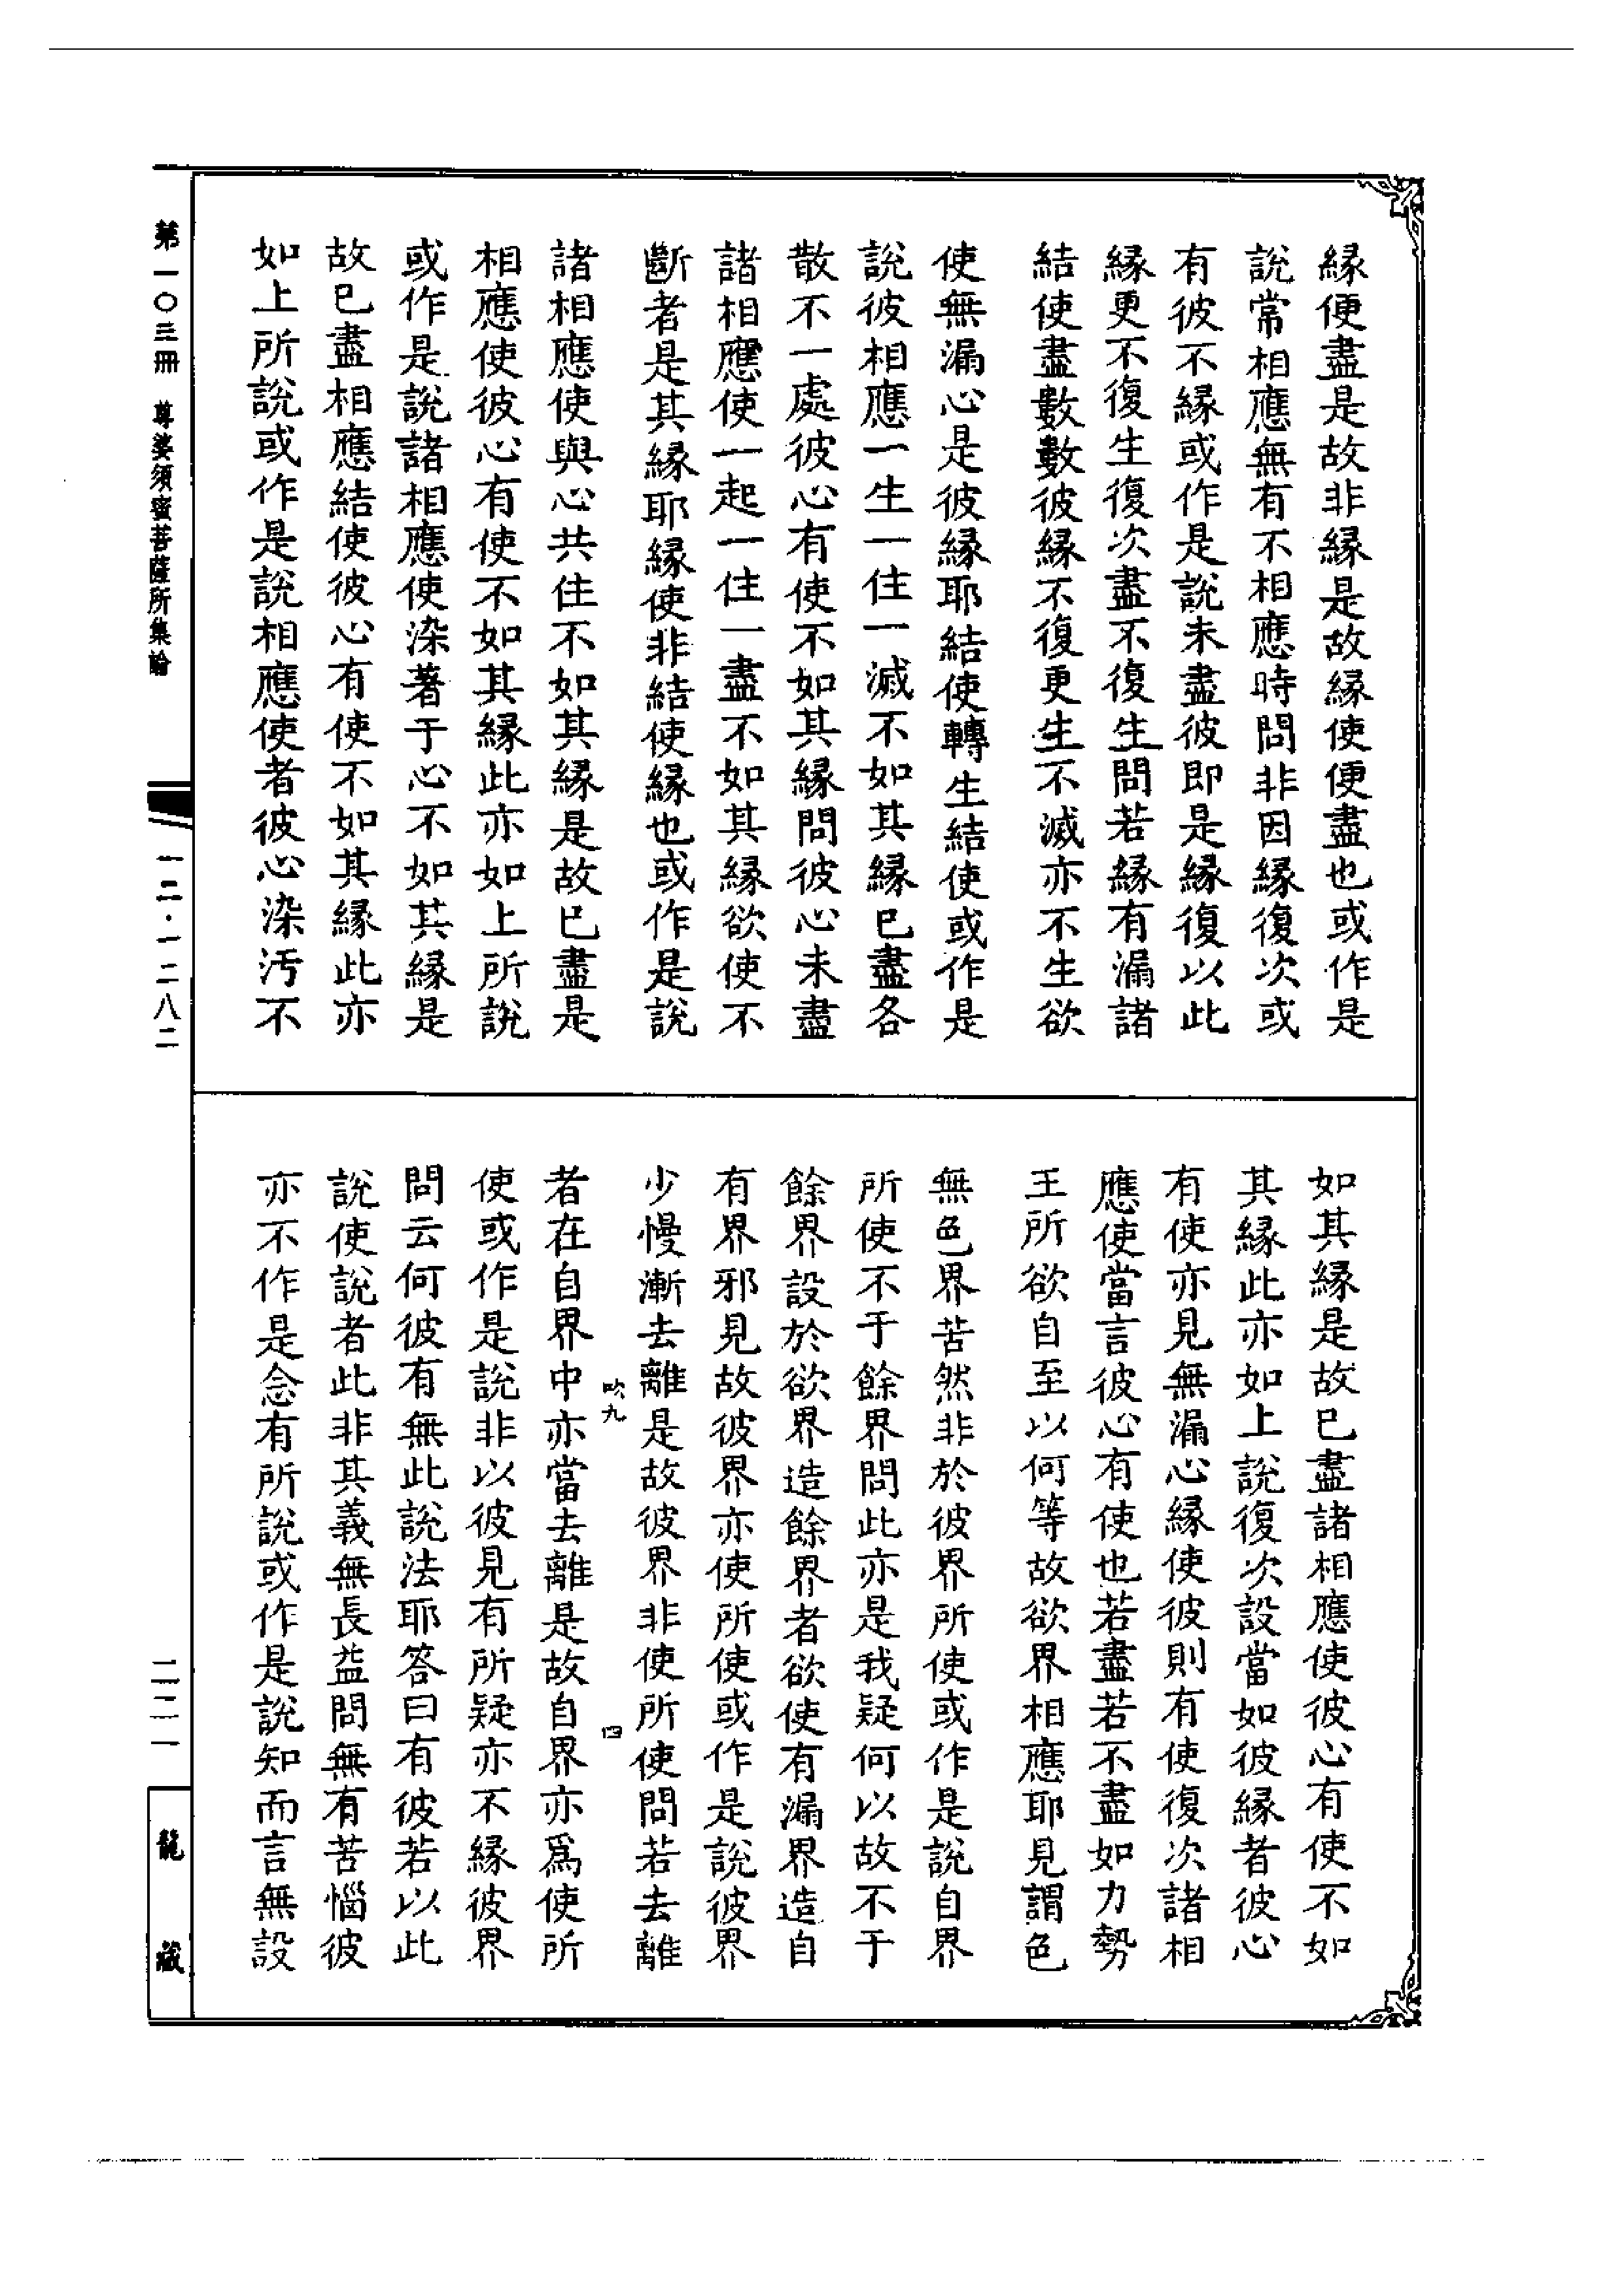 緣便盡是故非緣是故緣使便盡也或作是
說常相應無有不相應時問非因緣復次或
有彼不緣或作是說未盡彼即是緣復以此
緣更不復生復次盡不復生問若緣有漏諸
結使盡數數彼緣不復更生不滅亦不生欲
使無漏心是彼緣耶結使轉生結使或作是
說彼相應一生一住一滅不如其緣已盡各
散不一處彼心有使不如其緣問彼心未盡
諸相應使一起一住一盡不如其緣欲使不
斷者是其緣耶緣使非結使緣也或作是說
諸相應使與心共住不如其緣是故已盡是
相應使彼心有使不如其緣此亦如上所說
或作是說諸相應使染著于心不如其緣是
故已盡相應結使彼心有使不如其緣此亦
如上所說或作是說相應使者彼心染汚不
如其緣是故已盡諸相應使彼心有使不如
其緣此亦如上說復次設當如彼緣者彼心
有使亦見無漏心緣使彼則有使復次諸相
應使當言彼心有使也若盡若不盡如力勢
王所欲自至以何等故欲界相應耶見謂色
無色界苦然非於彼界所使或作是說自界
所使不于餘界問此亦是我疑何以故不于
餘界設於欲界造餘界者欲使有漏界造自
有界邪見故彼界亦使所使或作是說彼界
少慢漸去離是故彼界非使所使問若去離
者在自界中亦當去離是故自界亦爲使所
使或作是說非以彼見有所疑亦不緣彼界
問云何彼有無此說法耶答曰有彼若以此
說使說者此非其義無長益問無有苦惱彼
亦不作是念有所說或作是說知而言無設
欥九
四
第一〇三冊 尊婆須蜜菩薩所集論
一二·一二八二
二二一
龍藏